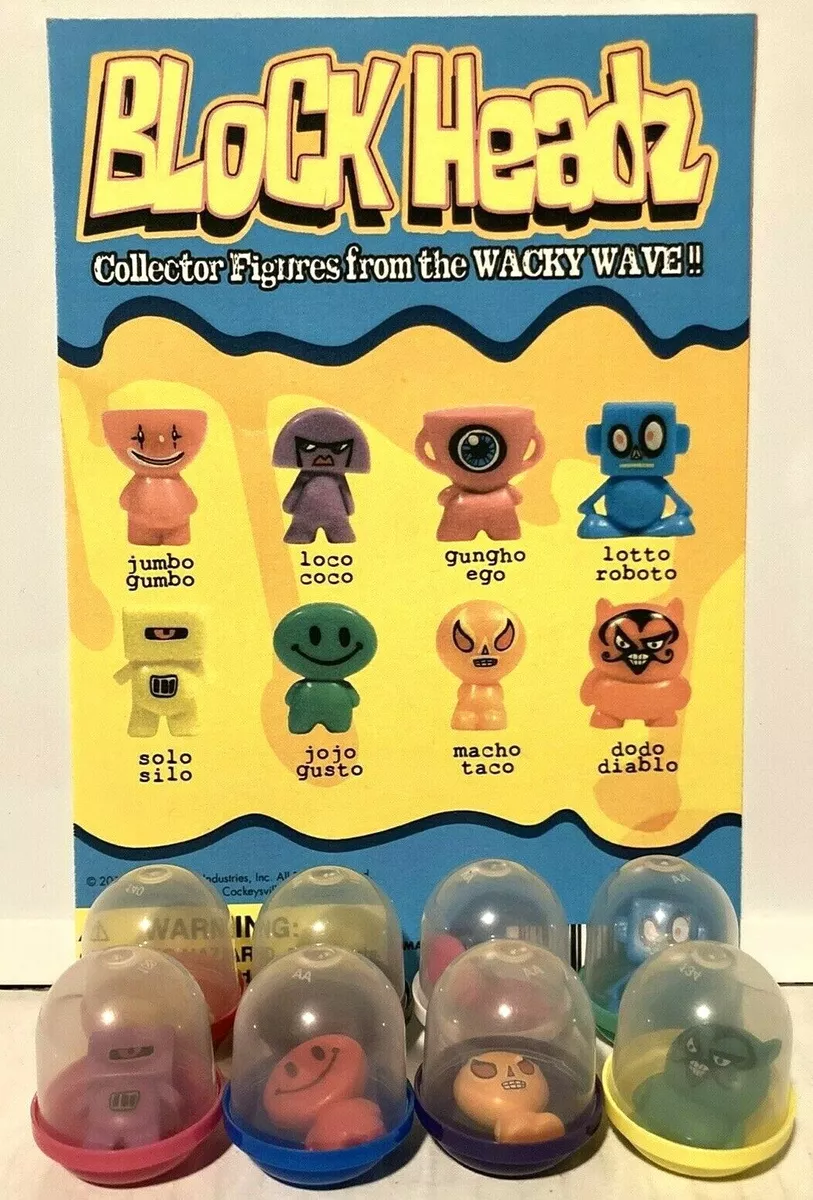 BLOCK Headz
Collector Figures from the WACKY WAVE!!
jumbo
gumbo
loco
coco
gungho
ego
lotto
roboto
solo
silo
jojo
gusto
macho
taco
dodo
diablo
© Industries, Inc. All
WARNING:
AA
AA
AA